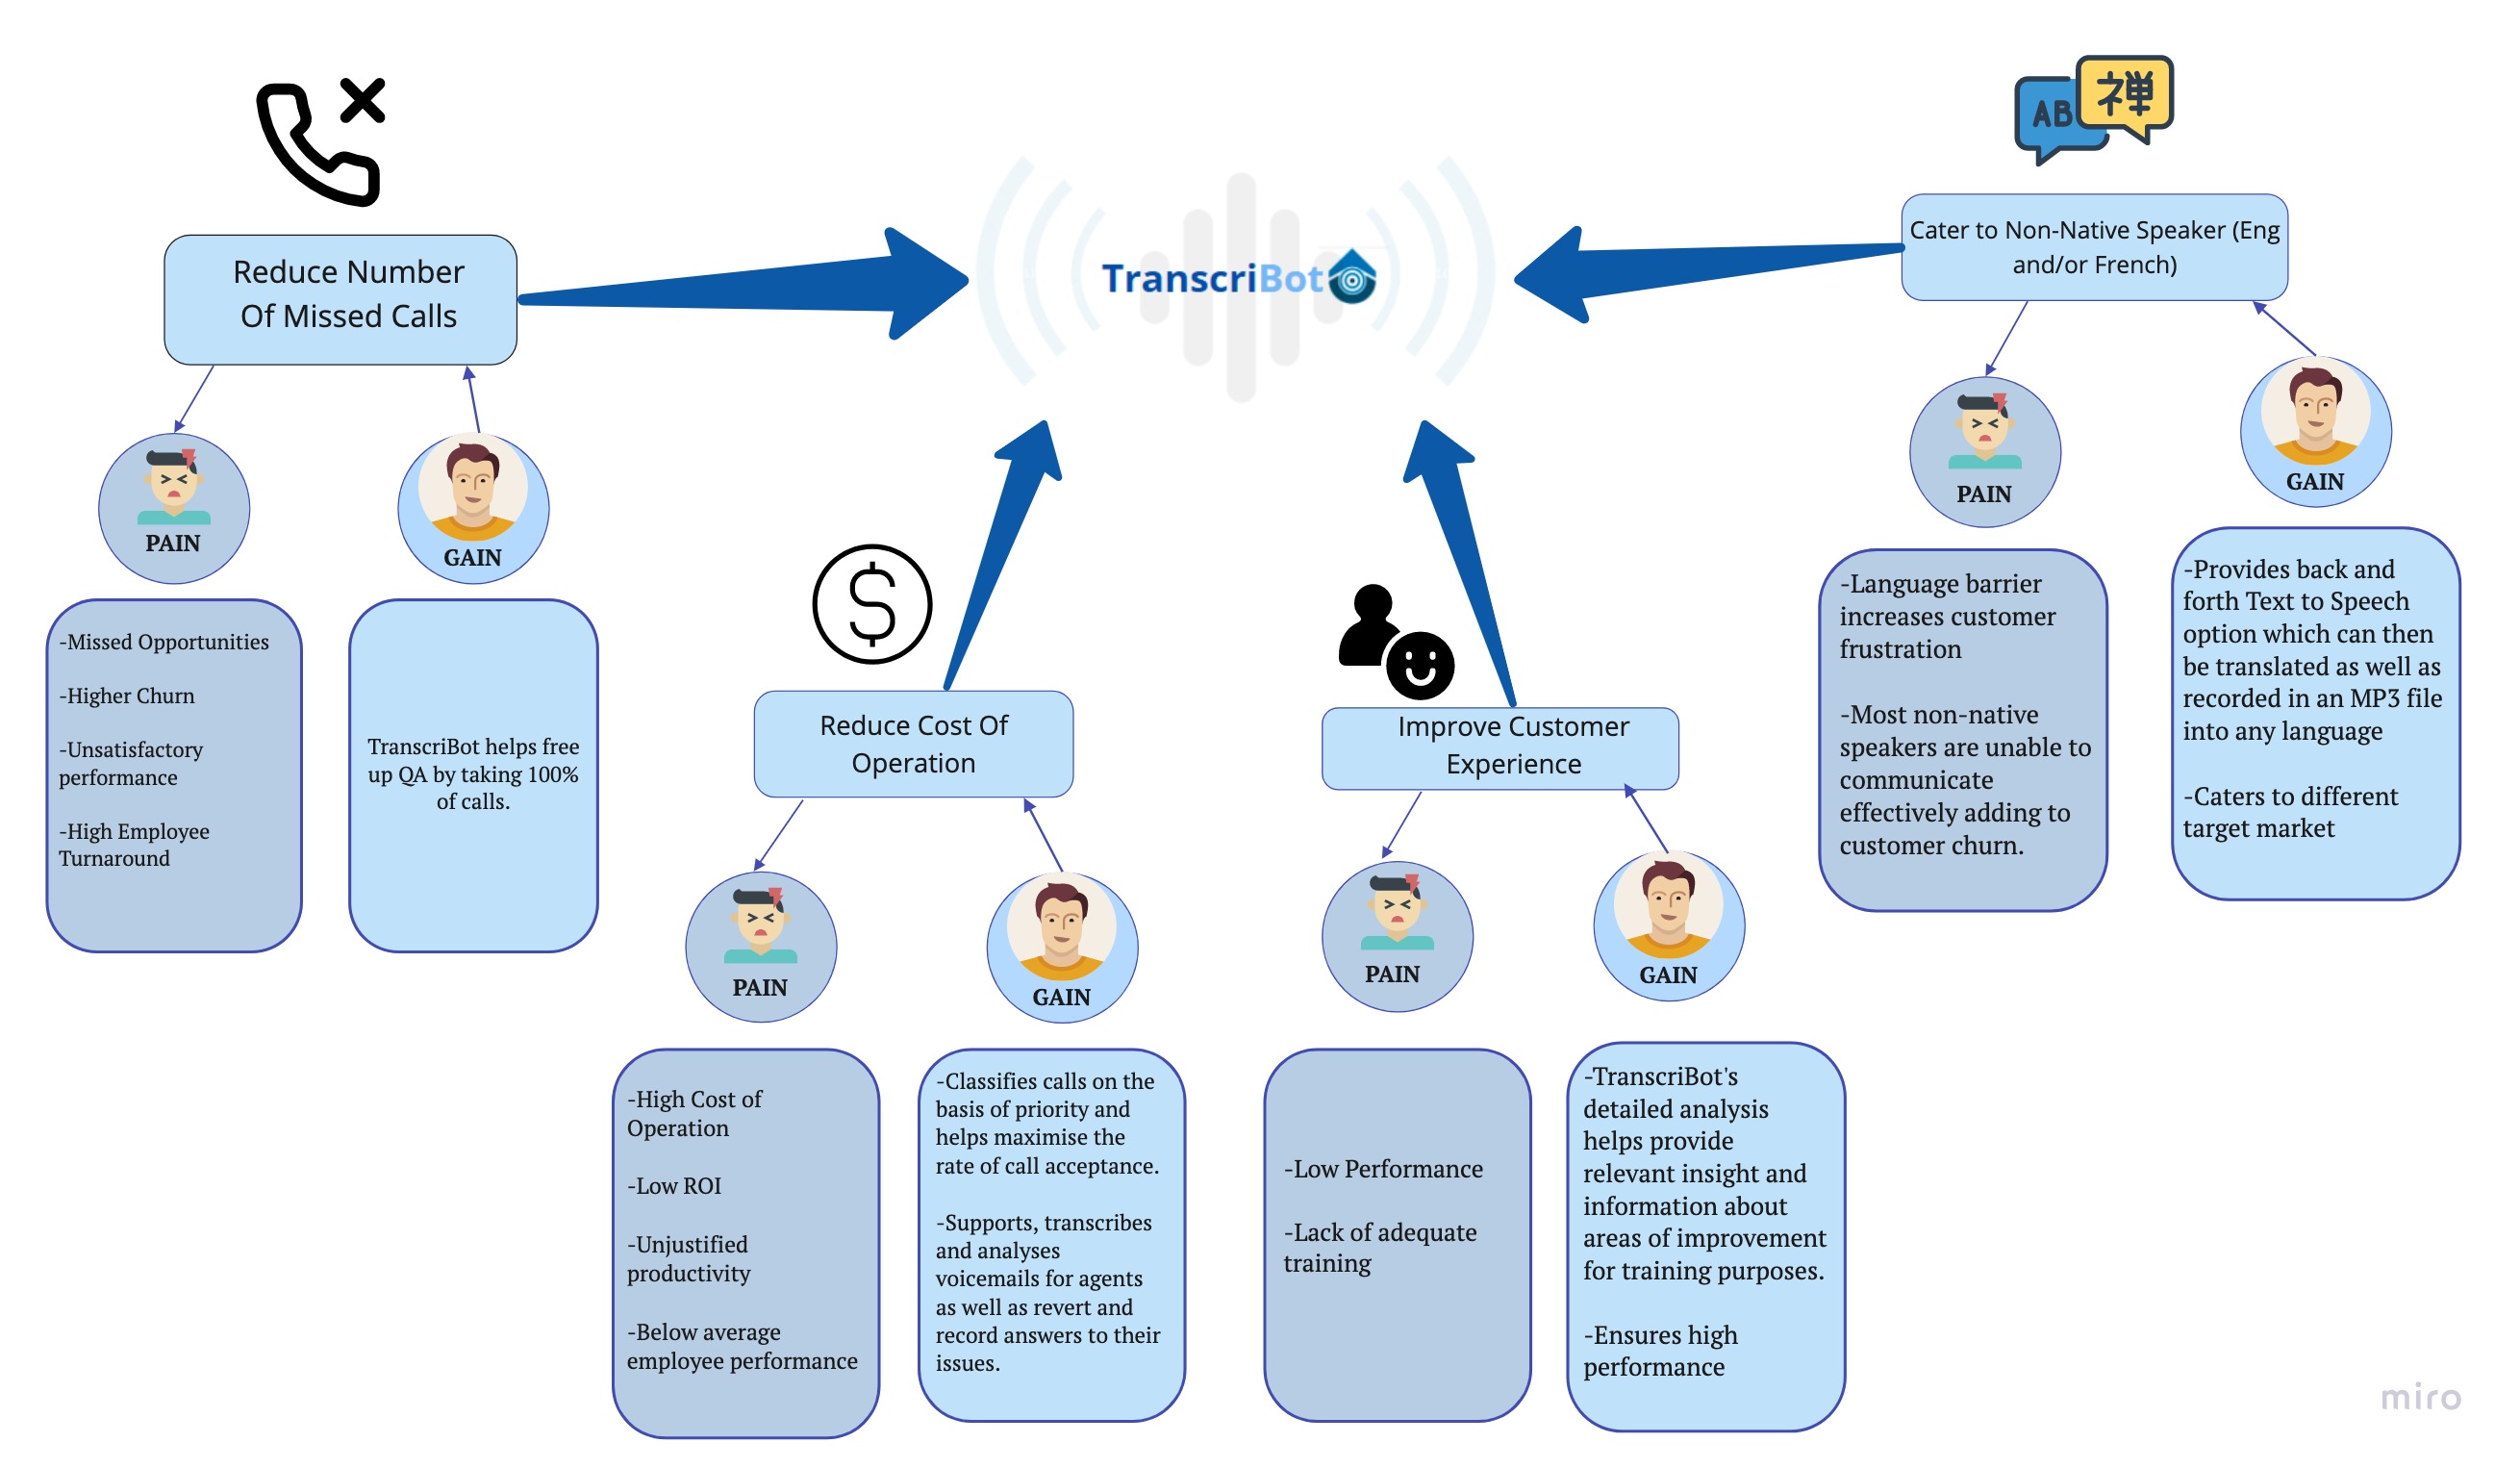 AB 禅
TranscriBot
Reduce Number
Of Missed Calls
PAIN
GAIN
-Missed Opportunities
-Higher Churn
-Unsatisfactory
performance
-High Employee
Turnaround
TranscriBot helps free
up QA by taking 100%
of calls.
$
Reduce Cost Of
Operation
PAIN
GAIN
-High Cost of
Operation
-Low ROI
-Unjustified
productivity
-Below average
employee performance
-Classifies calls on the
basis of priority and
helps maximise the
rate of call acceptance.
-Supports, transcribes
and analyses
voicemails for agents
as well as revert and
record answers to their
issues.
Improve Customer
Experience
PAIN
GAIN
-Low Performance
-Lack of adequate
training
-TranscriBot's
detailed analysis
helps provide
relevant insight and
information about
areas of improvement
for training purposes.
-Ensures high
performance
Cater to Non-Native Speaker (Eng
and/or French)
PAIN
GAIN
-Language barrier
increases customer
frustration
-Most non-native
speakers are unable to
communicate
effectively adding to
customer churn.
-Provides back and
forth Text to Speech
option which can then
be translated as well as
recorded in an MP3 file
into any language
-Caters to different
target market
miro